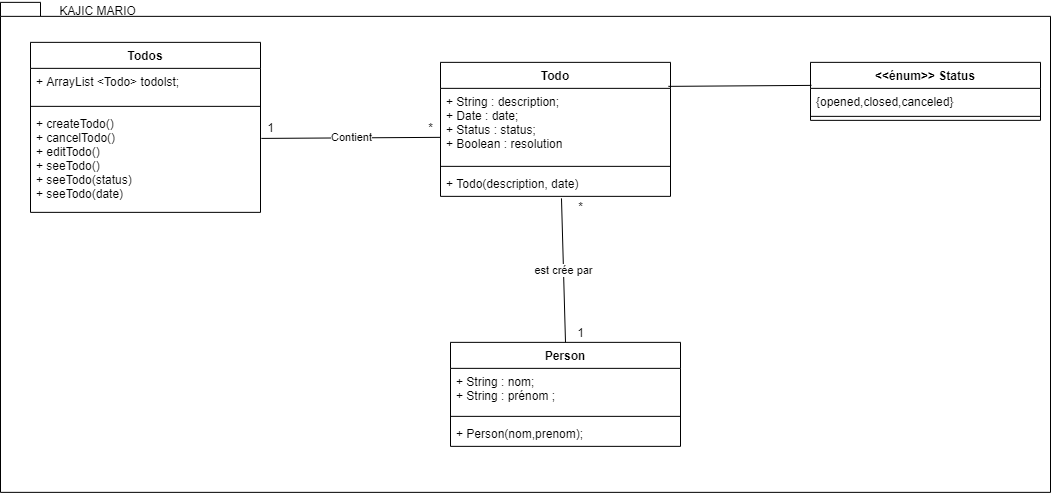 KAJIC MARIO
Todos
+ ArrayList <Todo> todolst;
+ createTodo()
+ cancelTodo()
+ editTodo()
+ seeTodo()
+ seeTodo(status)
+ seeTodo(date)
1
Contient
*
Todo
+ String : description;
+ Date : date;
+ Status : status;
+ Boolean : resolution
+ Todo(description, date)
<<énum>> Status
{opened,closed,canceled}
*
est crée par
1
Person
+ String : nom;
+ String : prénom ;
+ Person(nom,prenom);